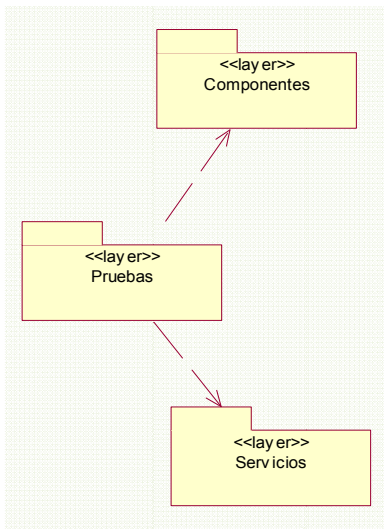 <<layer>>
Componentes
<<layer>>
Pruebas
<<layer>>
Servicios